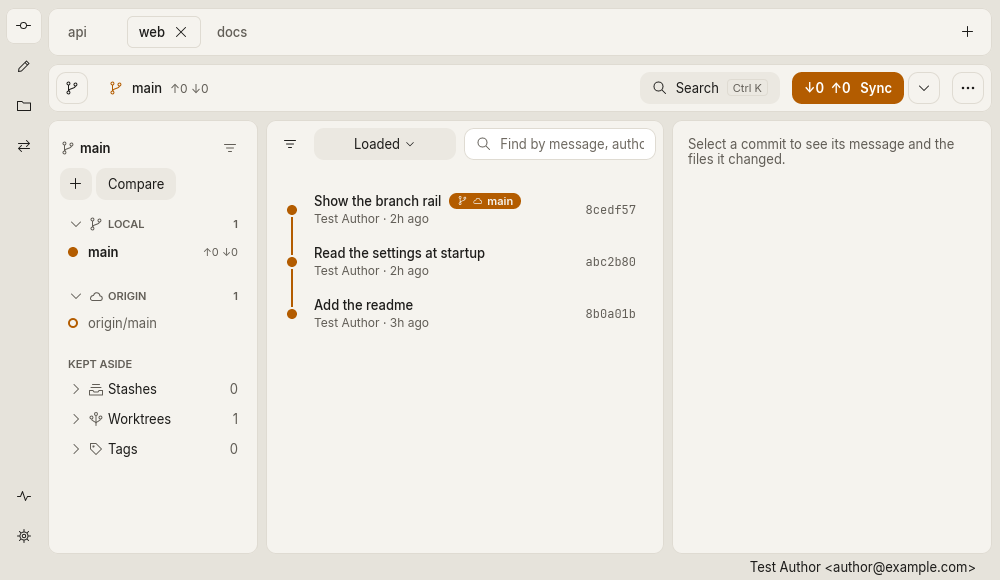 api
web
docs
main ↑0 ↓0
Search Ctrl K
↓0 ↑0 Sync
main
Compare
LOCAL 1
main ↑0 ↓0
ORIGIN 1
origin/main
KEPT ASIDE
Stashes 0
Worktrees 1
Tags 0
Loaded
Find by message, autho
Show the branch rail main
Test Author · 2h ago
8cedf57
Read the settings at startup
Test Author · 2h ago
abc2b80
Add the readme
Test Author · 3h ago
8b0a01b
Select a commit to see its message and the
files it changed.
Test Author <author@example.com>